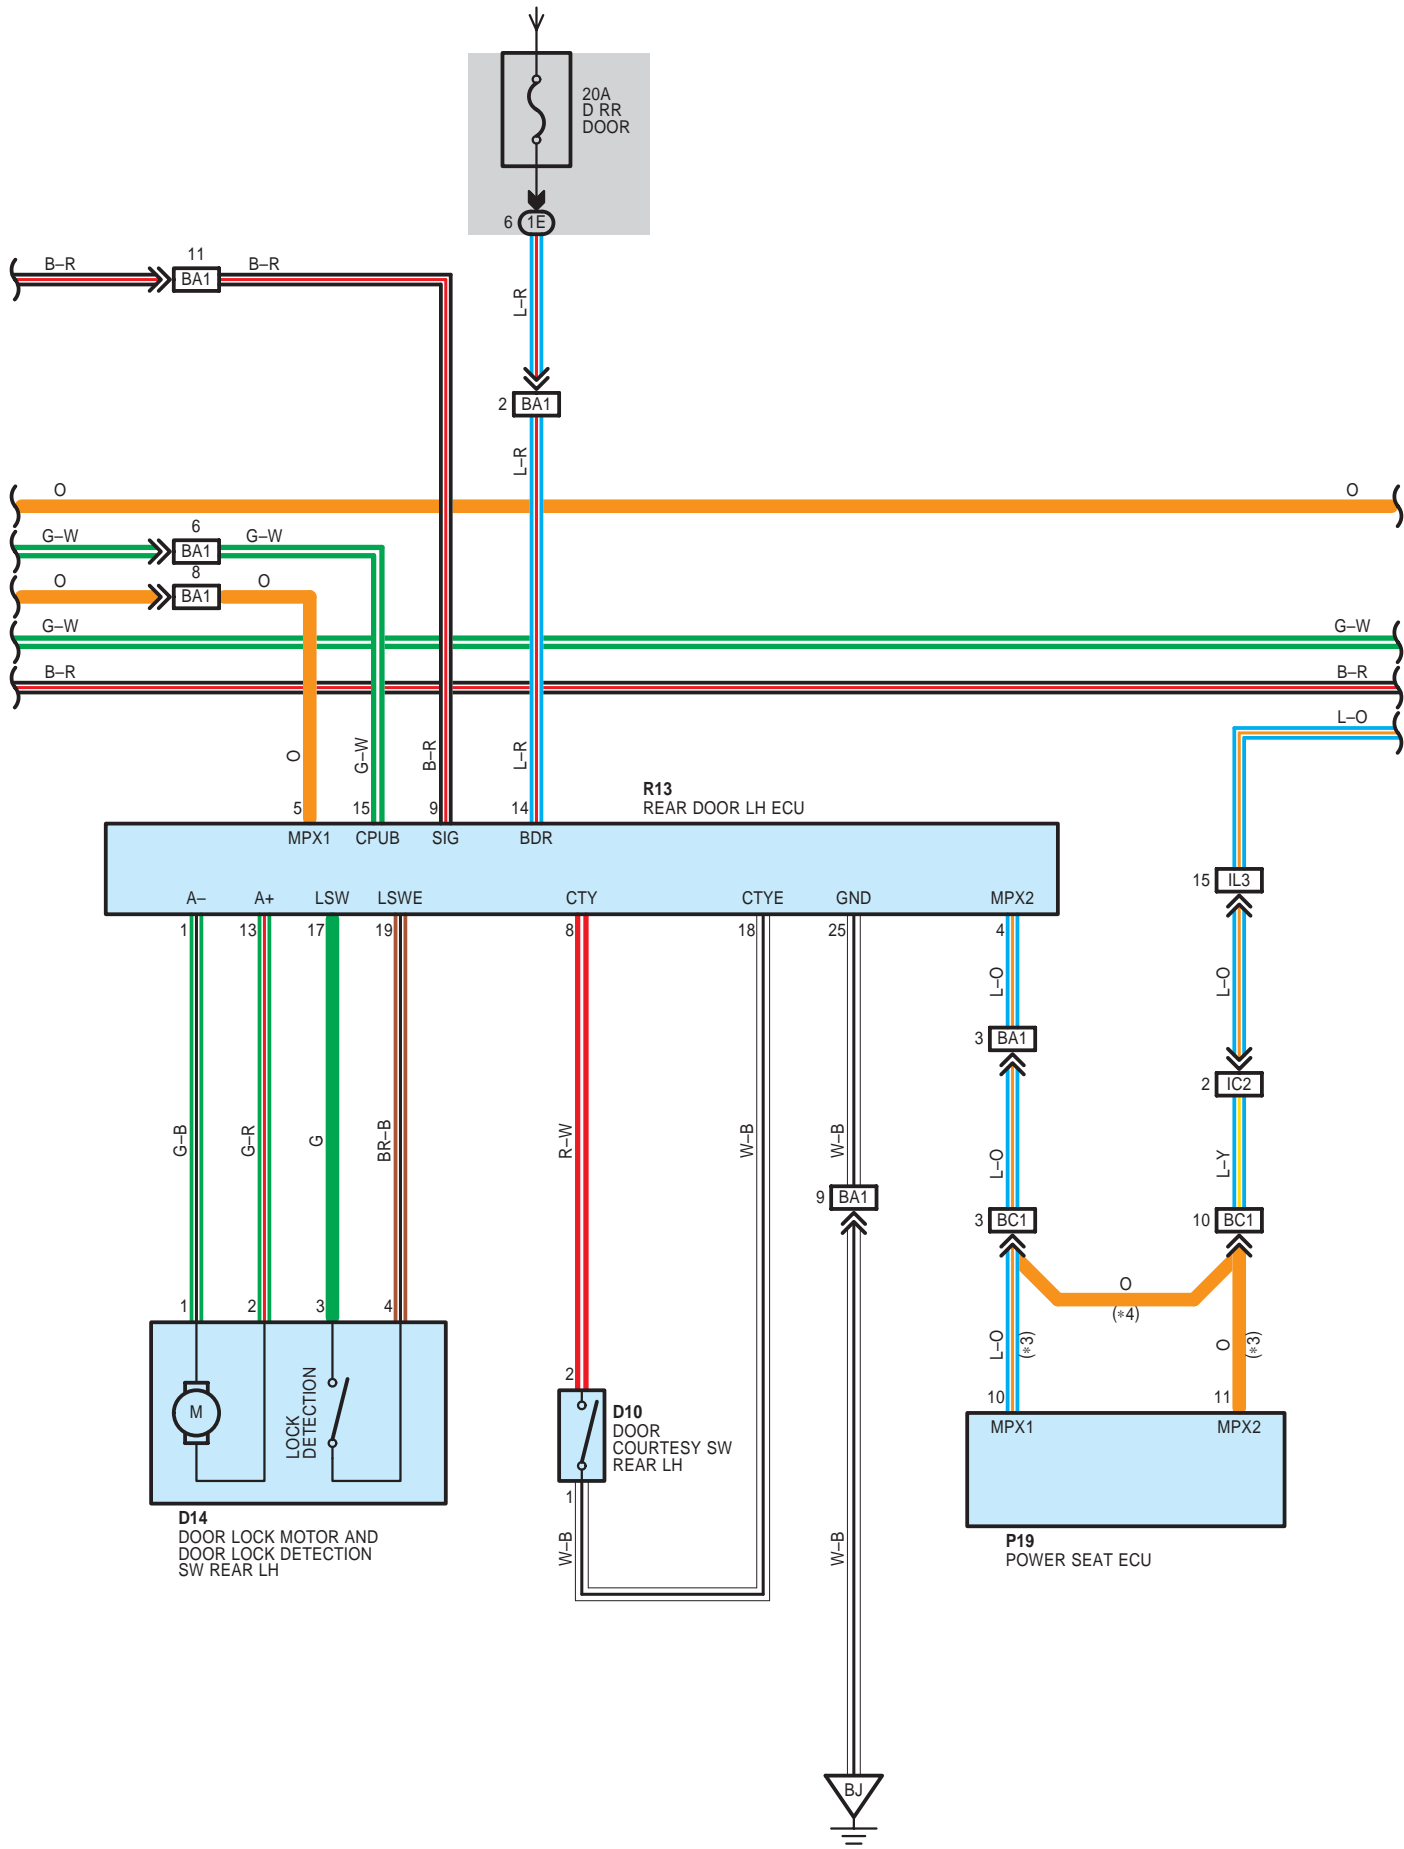 20A
D RR
DOOR
6 1E
11
B–R BA1 B–R
L–R
2 BA1
L–R
O O
6
G–W BA1 G–W
8
O BA1 O
G–W G–W
B–R B–R
L–O
O G–W B–R L–R
R13
REAR DOOR LH ECU
5 15 9 14
MPX1 CPUB SIG BDR
15 IL3
A– A+ LSW LSWE CTY CTYE GND MPX2
1 13 17 19 8 18 25 4
L–O L–O
3 BA1
2 IC2
G–B G–R G BR–B R–W W–B W–B L–O L–Y
9 BA1
3 BC1 10 BC1
O
(*4)
1 2 3 4
L–O (*3) O (*3)
2
10 11
LOCK
DETECTION
M
D10
DOOR
COURTESY SW
REAR LH
MPX1 MPX2
1
D14
DOOR LOCK MOTOR AND
DOOR LOCK DETECTION
SW REAR LH
W–B W–B
P19
POWER SEAT ECU
BJ